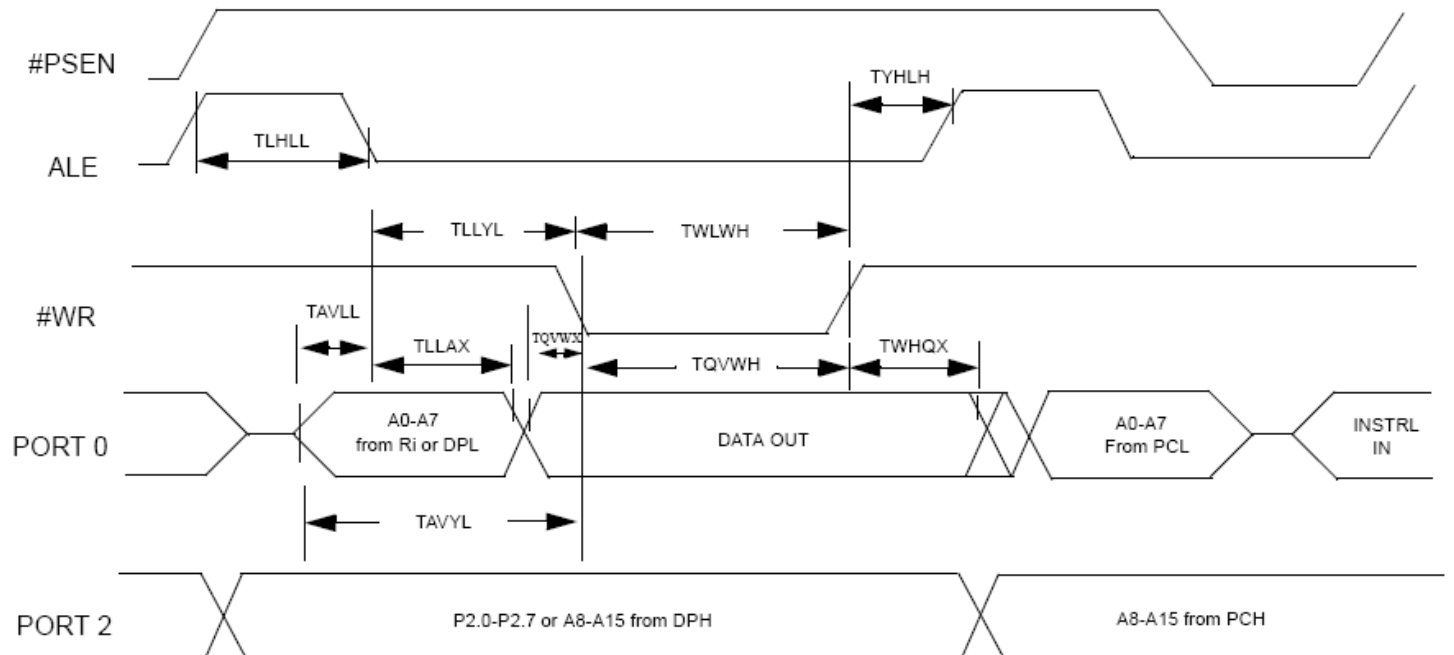 #PSEN
TYHLH
TLHLL
ALE
TLLYL
TWLWH
#WR
TAVLL
TQVWX
TLLAX
TQVWH
TWHQX
PORT 0
A0-A7
from Ri or DPL
DATA OUT
A0-A7
From PCL
INSTRL
IN
TAVYL
PORT 2
P2.0-P2.7 or A8-A15 from DPH
A8-A15 from PCH